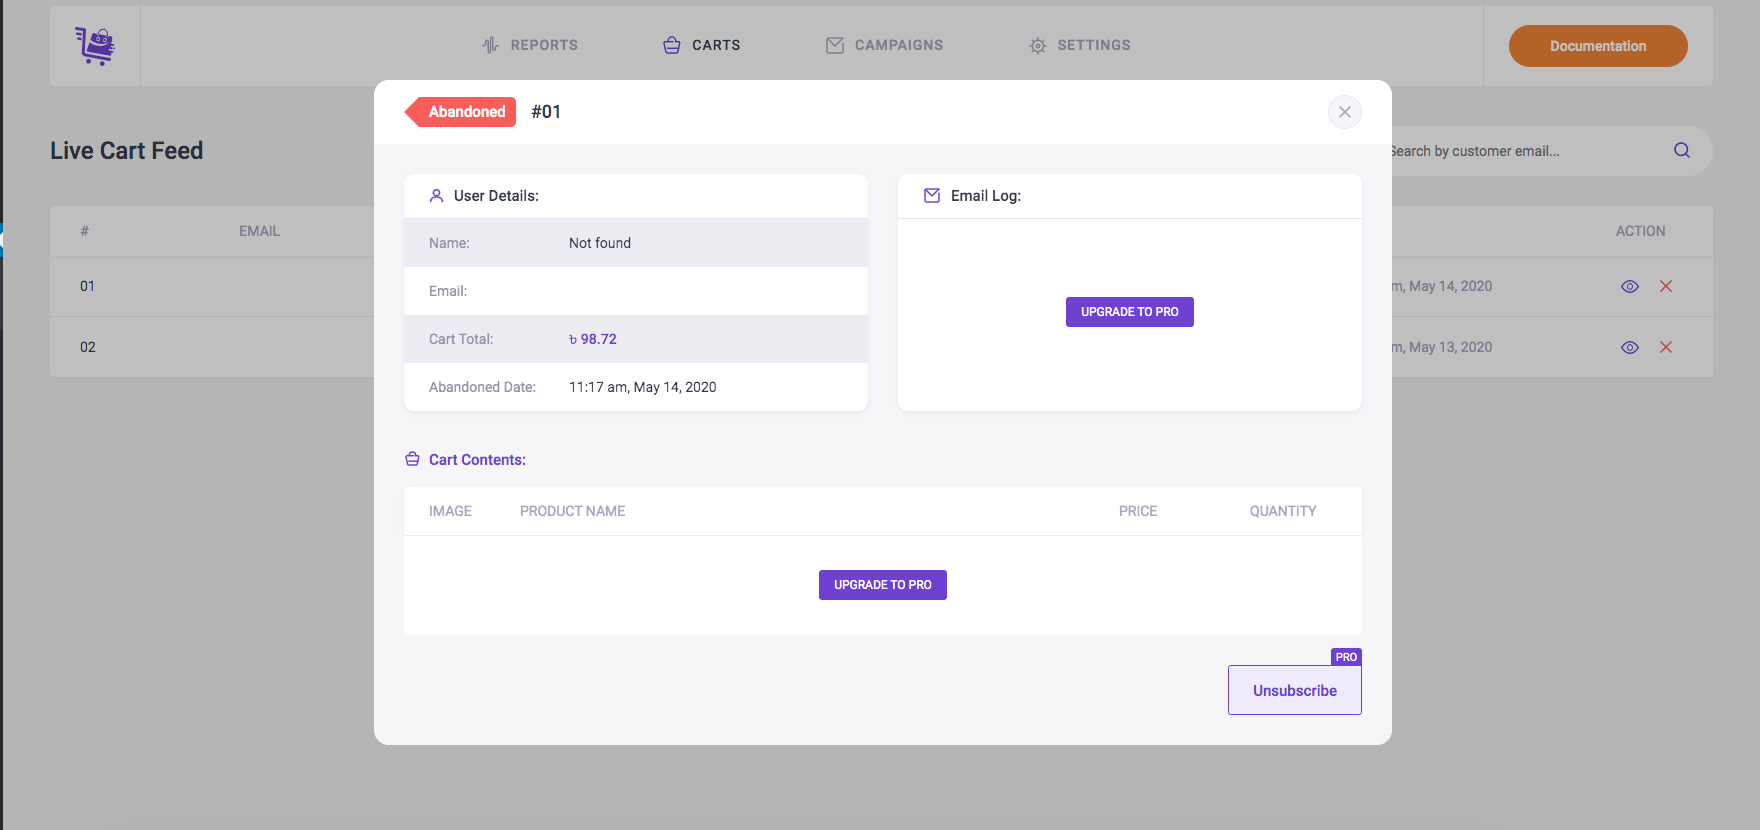 REPORTS
CARTS
CAMPAIGNS
SETTINGS
Documentation
Abandoned #01
Live Cart Feed
Search by customer email...
User Details:
Email Log:
# EMAIL
ACTION
Name: Not found
01
m, May 14, 2020
Email:
UPGRADE TO PRO
Cart Total: ৳ 98.72
02
m, May 13, 2020
Abandoned Date: 11:17 am, May 14, 2020
Cart Contents:
IMAGE PRODUCT NAME PRICE QUANTITY
UPGRADE TO PRO
PRO
Unsubscribe